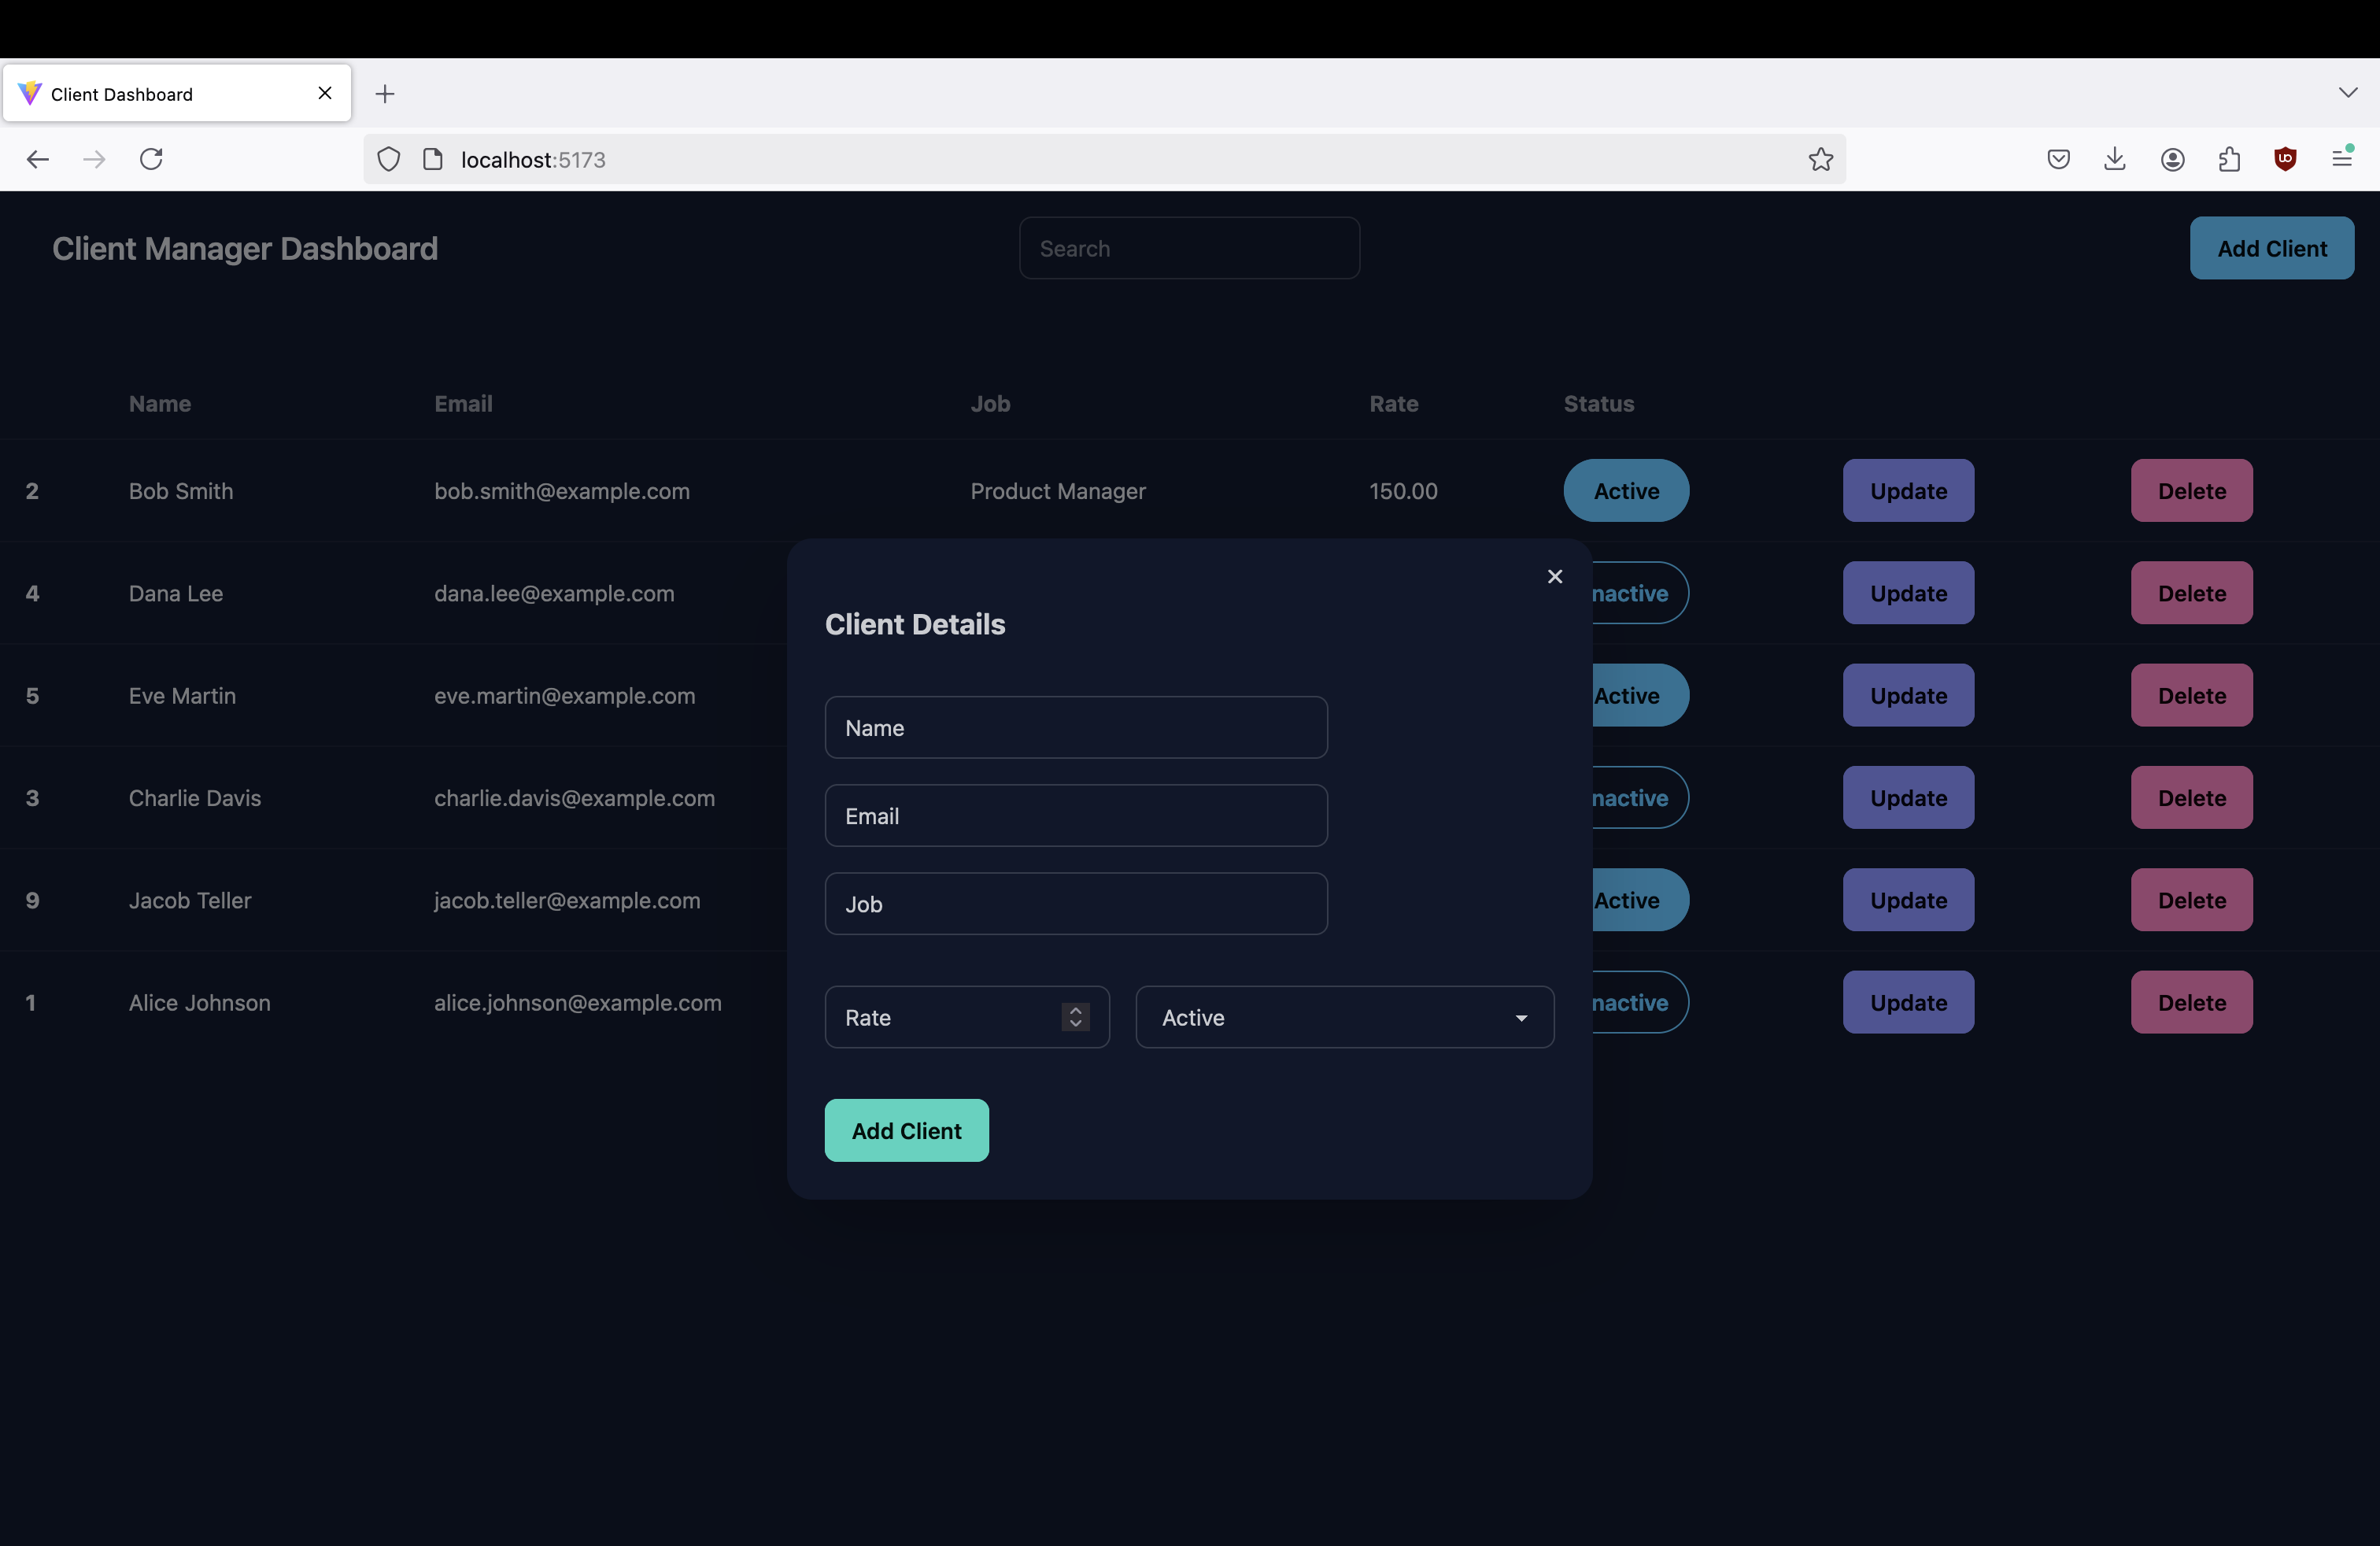 Client Dashboard
localhost:5173
Client Manager Dashboard Search Add Client
Name Email Job Rate Status
2 Bob Smith bob.smith@example.com Product Manager 150.00 Active Update Delete
4 Dana Lee dana.lee@example.com nactive Update Delete
5 Eve Martin eve.martin@example.com Active Update Delete
3 Charlie Davis charlie.davis@example.com nactive Update Delete
9 Jacob Teller jacob.teller@example.com Active Update Delete
1 Alice Johnson alice.johnson@example.com nactive Update Delete
Client Details
Name
Email
Job
Rate Active
Add Client